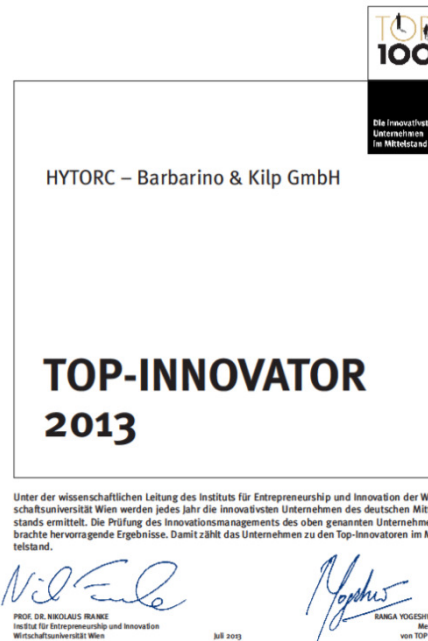 TOP
100
Die innovativst
Unternehmen
im Mittelstand
HYTORC – Barbarino & Kilp GmbH
TOP-INNOVATOR
2013
Unter der wissenschaftlichen Leitung des Instituts für Entrepreneurship und Innovation der W
schaftsuniversität Wien werden jedes Jahr die innovativsten Unternehmen des deutschen Mitt
stands ermittelt. Die Prüfung des Innovationsmanagements des oben genannten Unternehme
brachte hervorragende Ergebnisse. Damit zählt das Unternehmen zu den Top-Innovatoren im M
telstand.
PROF. DR. NIKOLAUS FRANKE
Institut für Entrepreneurship und Innovation
Wirtschaftsuniversität Wien
Juli 2013
RANGA YOGESH
Me
von TOP